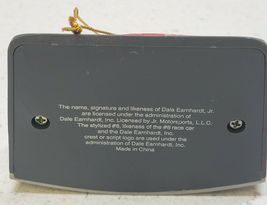 The name, signature and likeness of Dale Earnhardt, Jr.
are licensed under the administration of
Dale Earnhardt, Inc. Licensed by Jr. Motorsports, L.L.C.
The stylized #8, likeness of the #8 race car
and the Dale Earnhardt, Inc.
crest or script logo are used under the
administration of Dale Earnhardt, Inc.
Made in China